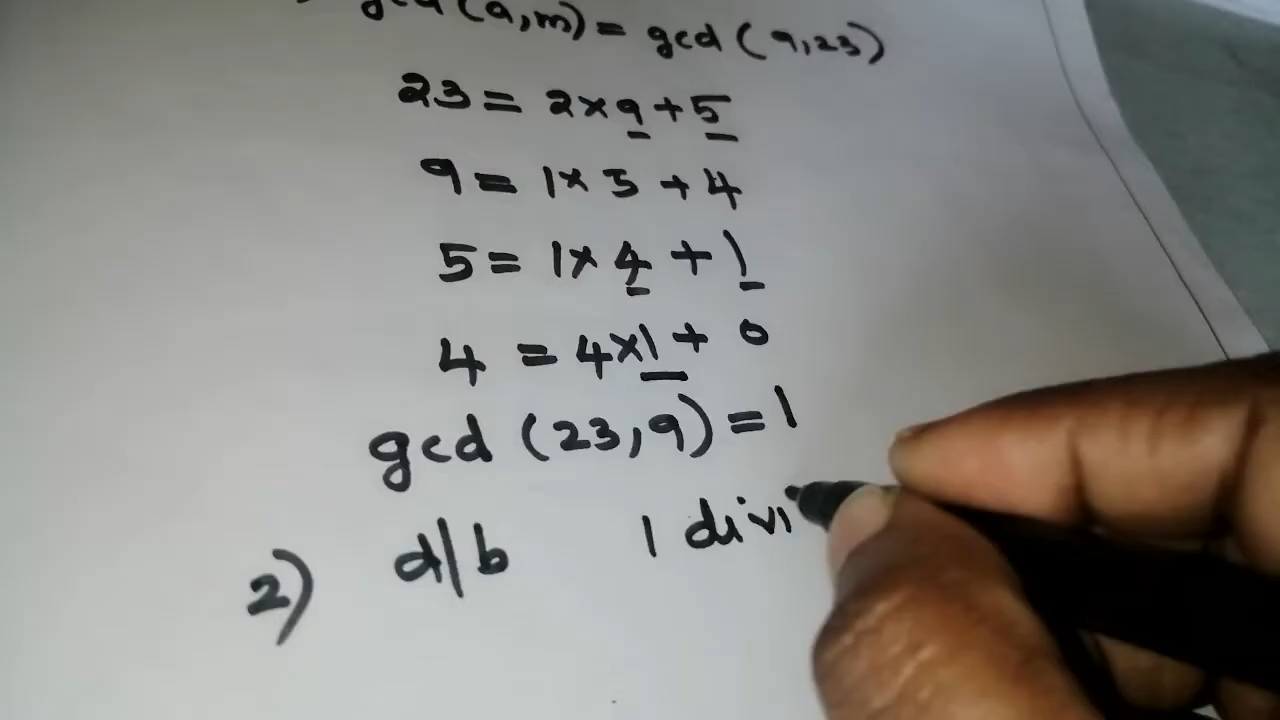 gcd (a,m) = gcd (9,23)
23 = 2×9+5
9 = 1×5+4
5 = 1×4+1
4 = 4×1+0
gcd (23,9) = 1
2) d|b 1 divi